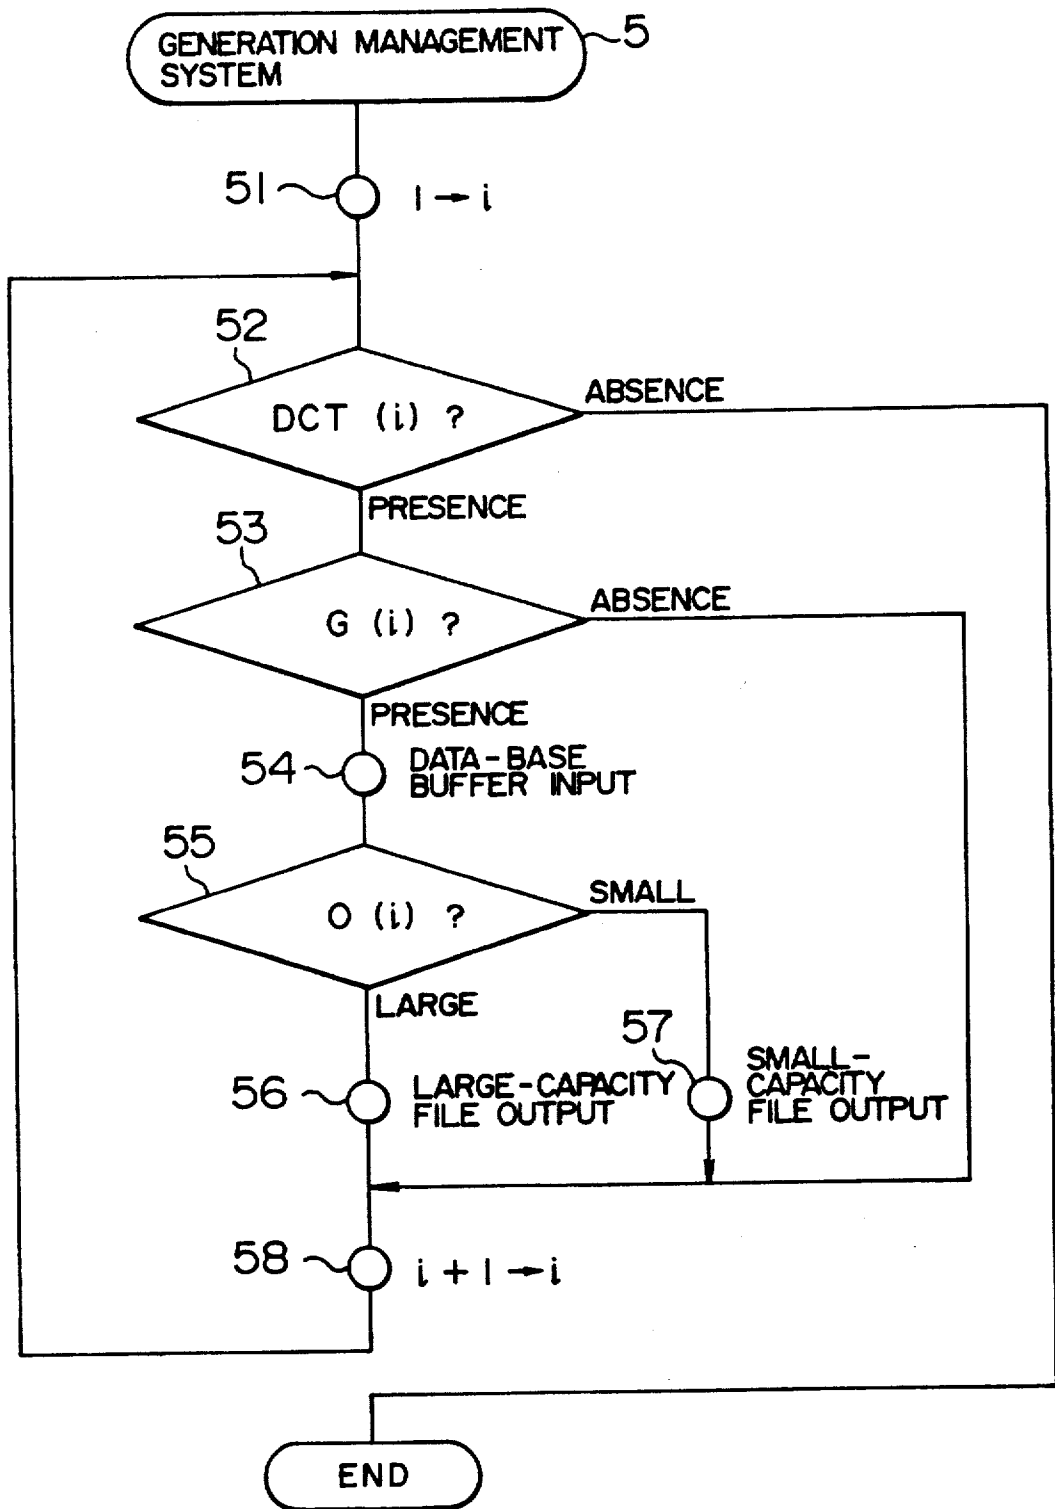 GENERATION MANAGEMENT
SYSTEM
5
51
1 → i
52
DCT (i) ?
ABSENCE
PRESENCE
53
G (i) ?
ABSENCE
PRESENCE
54
DATA-BASE
BUFFER INPUT
55
O (i) ?
SMALL
LARGE
56
LARGE-CAPACITY
FILE OUTPUT
57
SMALL-
CAPACITY
FILE OUTPUT
58
i + 1 → i
END